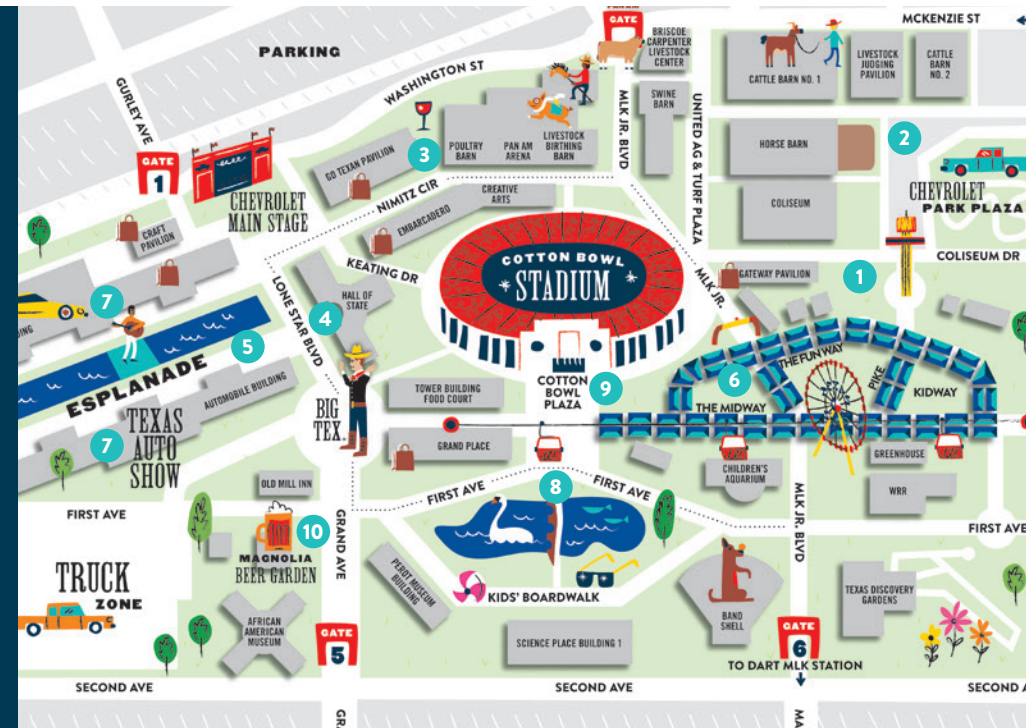 MCKENZIE ST
GATE
PARKING
BRISCOE
CARPENTER
LIVESTOCK
CENTER
CATTLE BARN NO. 1
LIVESTOCK
JUDGING
PAVILION
CATTLE
BARN
NO. 2
GURLEY AVE
WASHINGTON ST
MLK JR. BLVD
SWINE
BARN
UNITED AG & TURF PLAZA
HORSE BARN
2
GATE
1
CHEVROLET
MAIN STAGE
GO TEXAN PAVILION
3
POULTRY
BARN
PAN AM
ARENA
LIVESTOCK
BIRTHING
BARN
CHEVROLET
PARK PLAZA
NIMITZ CIR
CREATIVE
ARTS
EMBARCADERO
COLISEUM
CRAFT
PAVILION
KEATING DR
COTTON BOWL
STADIUM
MLK JR.
GATEWAY PAVILION
1
COLISEUM DR
7
LONE STAR BLVD
HALL OF
STATE
4
5
ESPLANADE
AUTOMOBILE BUILDING
TEXAS
AUTO
SHOW
7
BIG
TEX
TOWER BUILDING
FOOD COURT
COTTON
BOWL
PLAZA
9
6
THE FUN WAY
THE MIDWAY
PIKE
KIDWAY
GRAND PLACE
GREENHOUSE
CHILDREN'S
AQUARIUM
WRR
OLD MILL INN
FIRST AVE
FIRST AVE
8
FIRST AVE
MLK JR. BLVD
FIRST AVE
10
MAGNOLIA
BEER GARDEN
GRAND AVE
PEROT MUSEUM
BUILDING
KIDS' BOARDWALK
TRUCK
ZONE
AFRICAN
AMERICAN
MUSEUM
BAND
SHELL
TEXAS DISCOVERY
GARDENS
GATE
5
SCIENCE PLACE BUILDING 1
GATE
6
TO DART MLK STATION
SECOND AVE
SECOND AVE
SECOND A
GR
MA